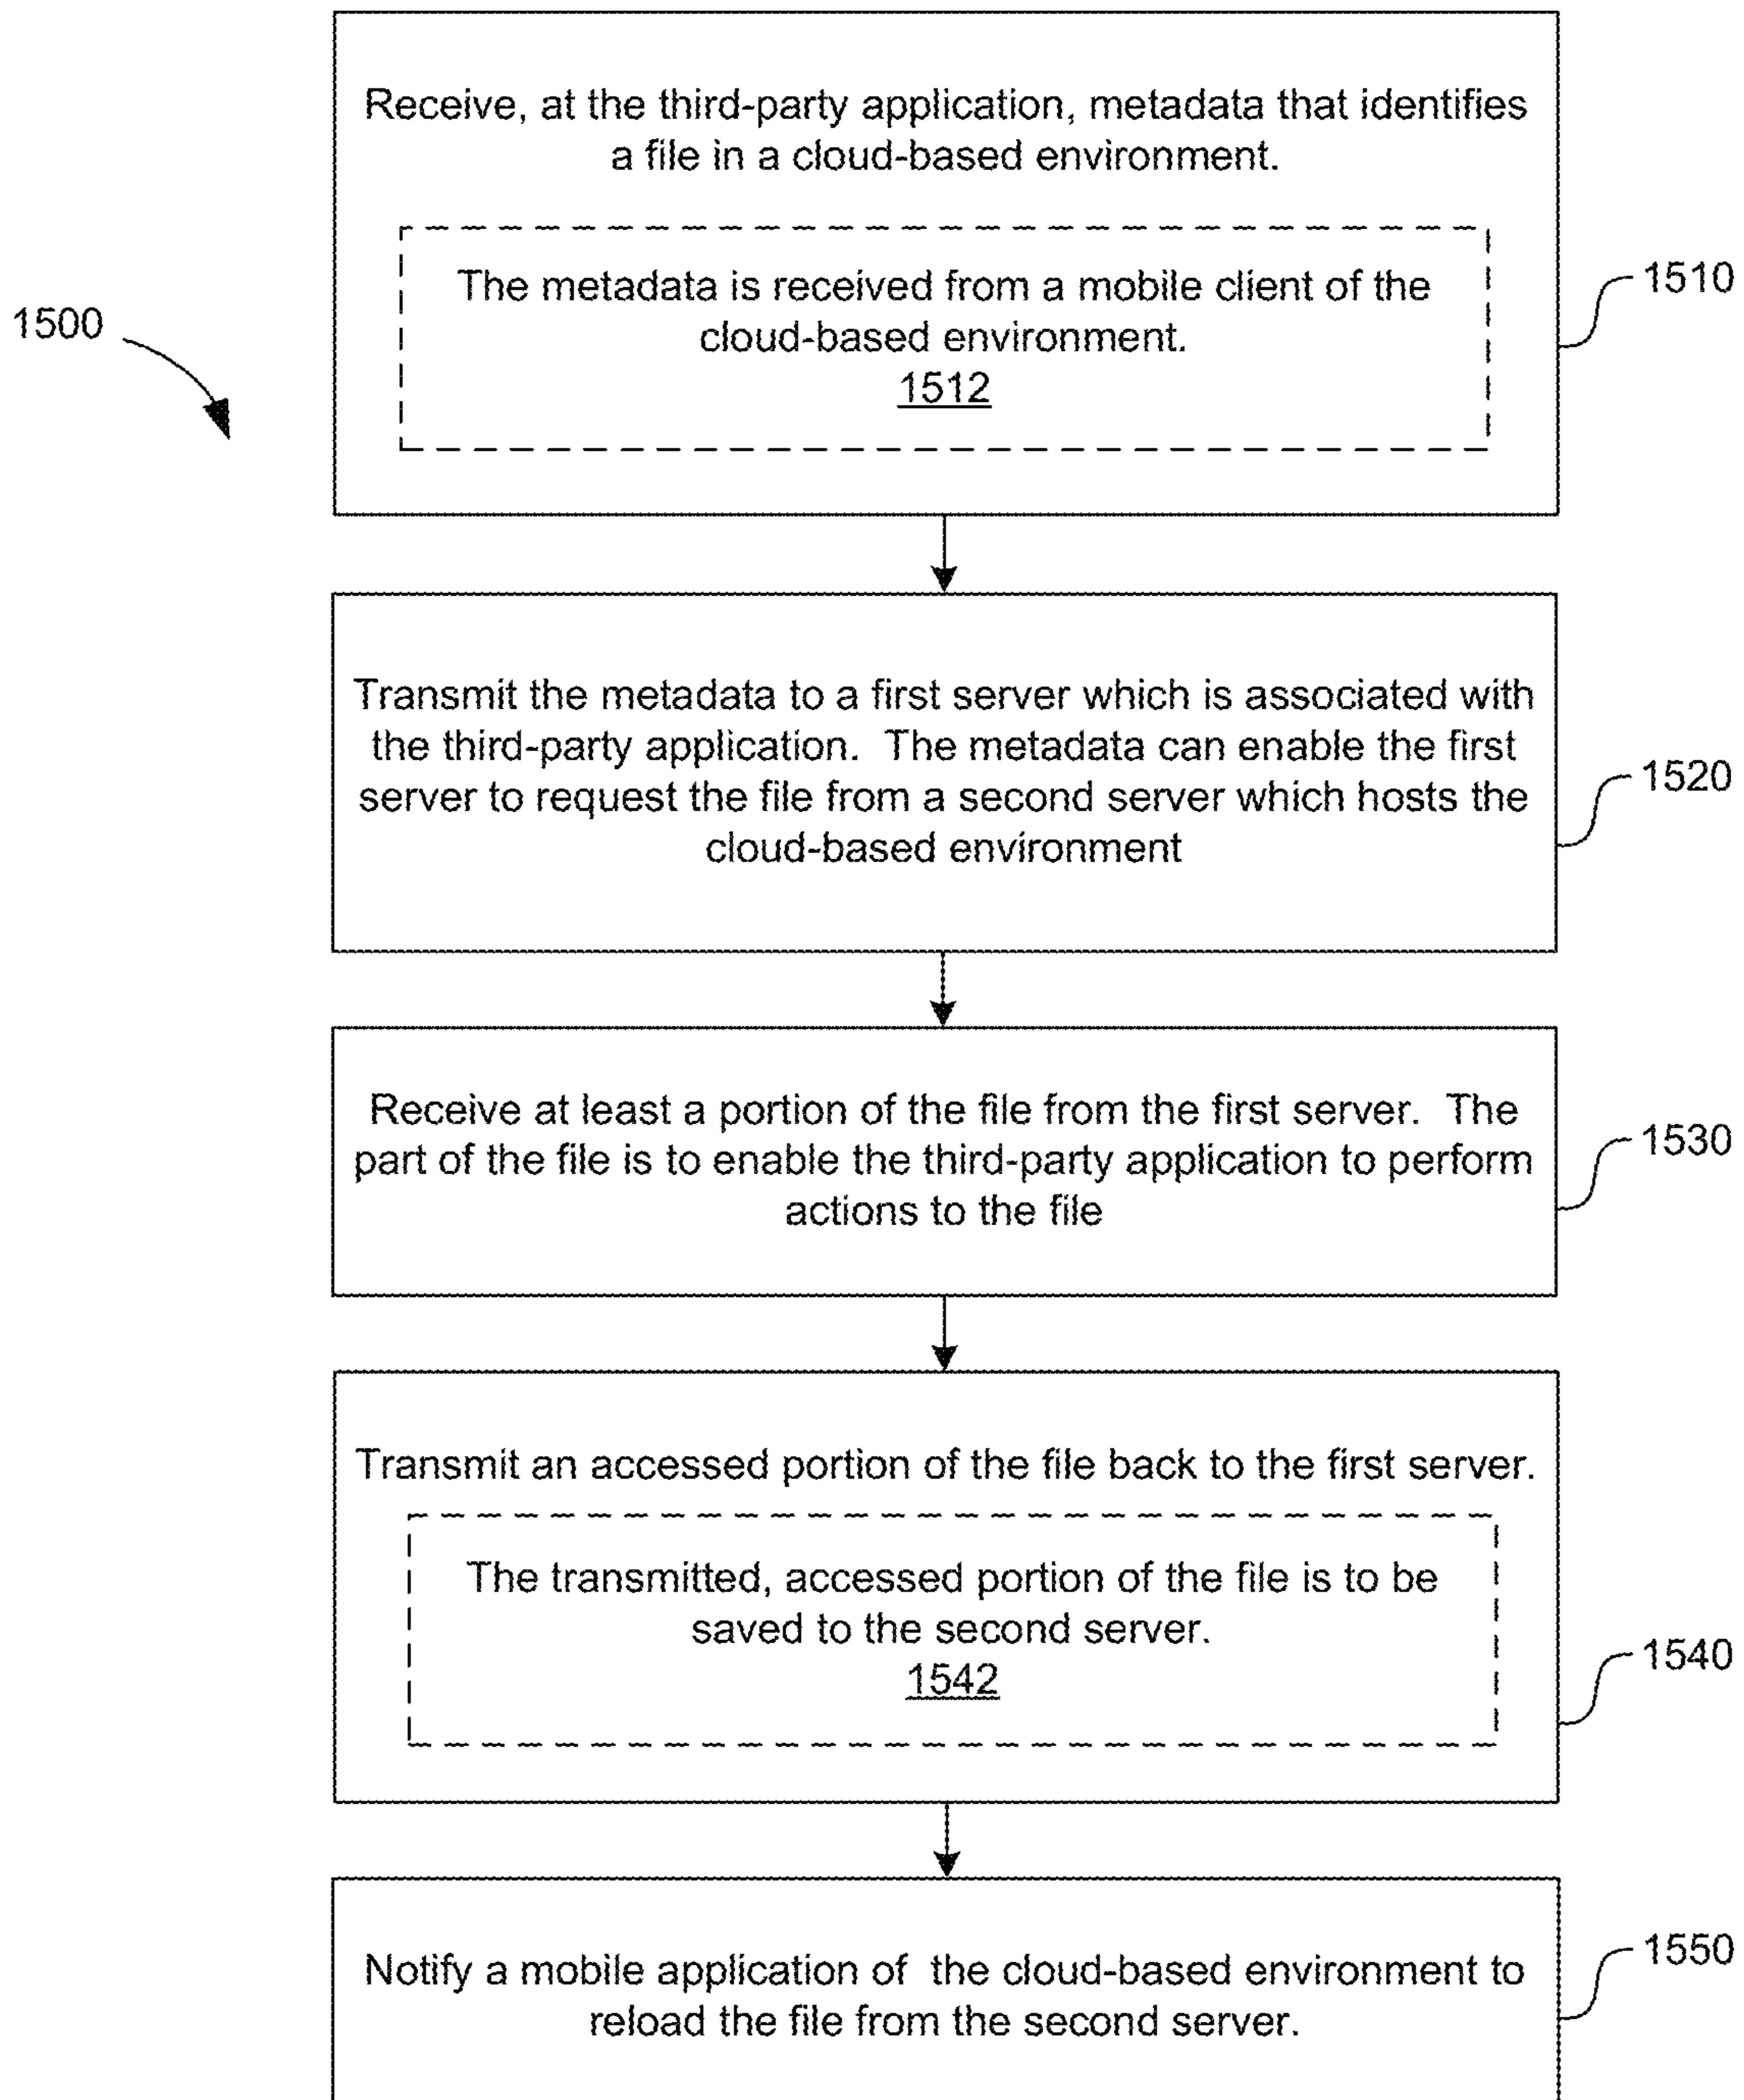 Receive, at the third-party application, metadata that identifies
a file in a cloud-based environment.
The metadata is received from a mobile client of the
cloud-based environment.
1512
1510
1500
Transmit the metadata to a first server which is associated with
the third-party application. The metadata can enable the first
server to request the file from a second server which hosts the
cloud-based environment
1520
Receive at least a portion of the file from the first server. The
part of the file is to enable the third-party application to perform
actions to the file
1530
Transmit an accessed portion of the file back to the first server.
The transmitted, accessed portion of the file is to be
saved to the second server.
1542
1540
Notify a mobile application of the cloud-based environment to
reload the file from the second server.
1550